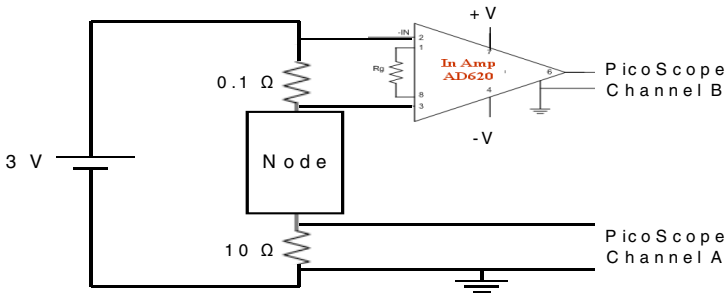 + V
-IN
2
1
7
Rg
In Amp
AD620
6
PicoScope
Channel B
0.1 Ω
8
3
4
-V
3 V
Node
PicoScope
Channel A
10 Ω